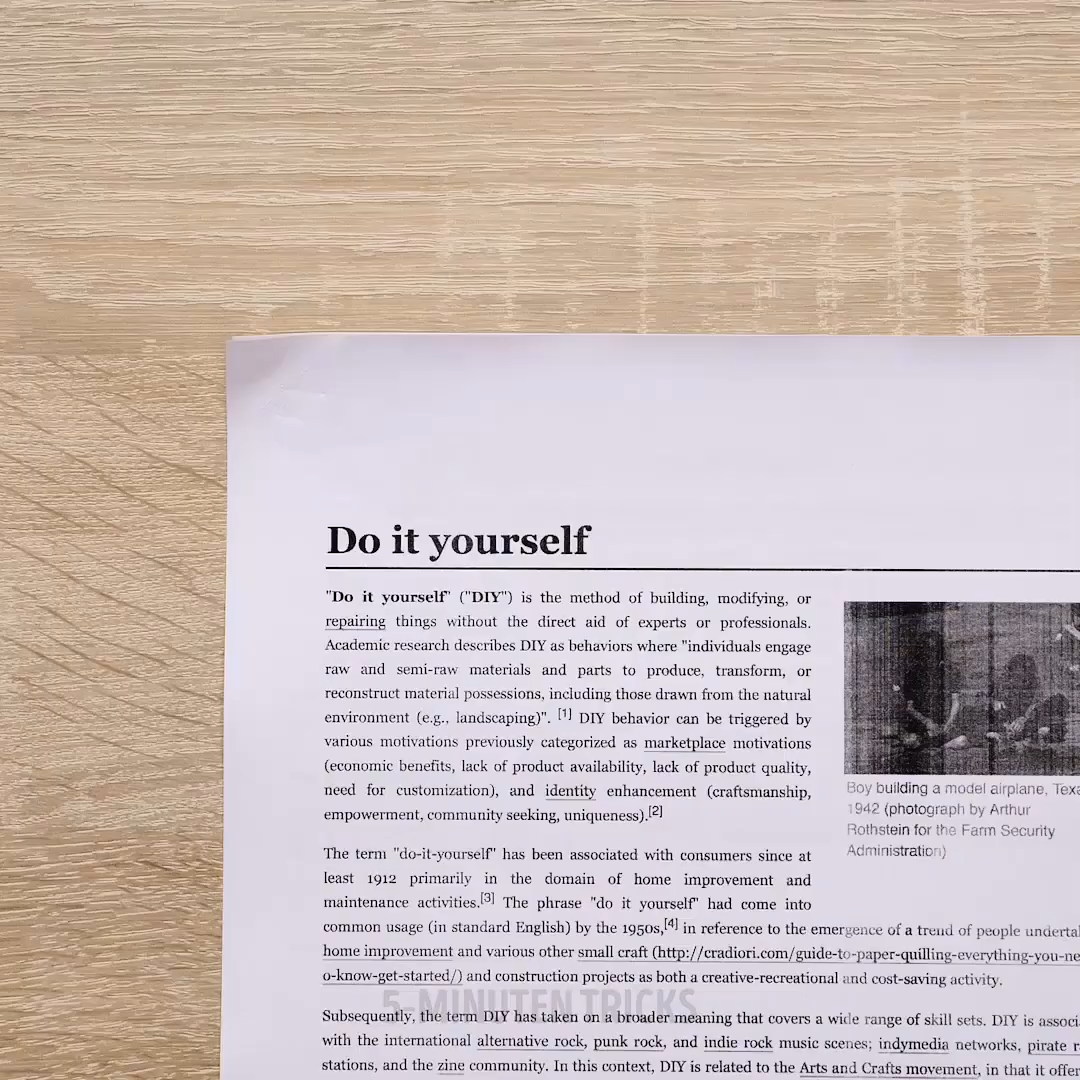 Do it yourself
"Do it yourself" ("DIY") is the method of building, modifying, or
repairing things without the direct aid of experts or professionals.
Academic research describes DIY as behaviors where "individuals engage
raw and semi-raw materials and parts to produce, transform, or
reconstruct material possessions, including those drawn from the natural
environment (e.g., landscaping)". [1] DIY behavior can be triggered by
various motivations previously categorized as marketplace motivations
(economic benefits, lack of product availability, lack of product quality,
need for customization), and identity enhancement (craftsmanship,
empowerment, community seeking, uniqueness).[2]
Boy building a model airplane, Texa
1942 (photograph by Arthur
Rothstein for the Farm Security
Administration)
The term "do-it-yourself" has been associated with consumers since at
least 1912 primarily in the domain of home improvement and
maintenance activities.[3] The phrase "do it yourself" had come into
common usage (in standard English) by the 1950s,[4] in reference to the emergence of a trend of people undertal
home improvement and various other small craft (http://cradiori.com/guide-to-paper-quilling-everything-you-ne
o-know-get-started/) and construction projects as both a creative-recreational and cost-saving activity.
5-MINUTEN TRICKS
Subsequently, the term DIY has taken on a broader meaning that covers a wide range of skill sets. DIY is associ
with the international alternative rock, punk rock, and indie rock music scenes; indymedia networks, pirate r
stations, and the zine community. In this context, DIY is related to the Arts and Crafts movement, in that it offer